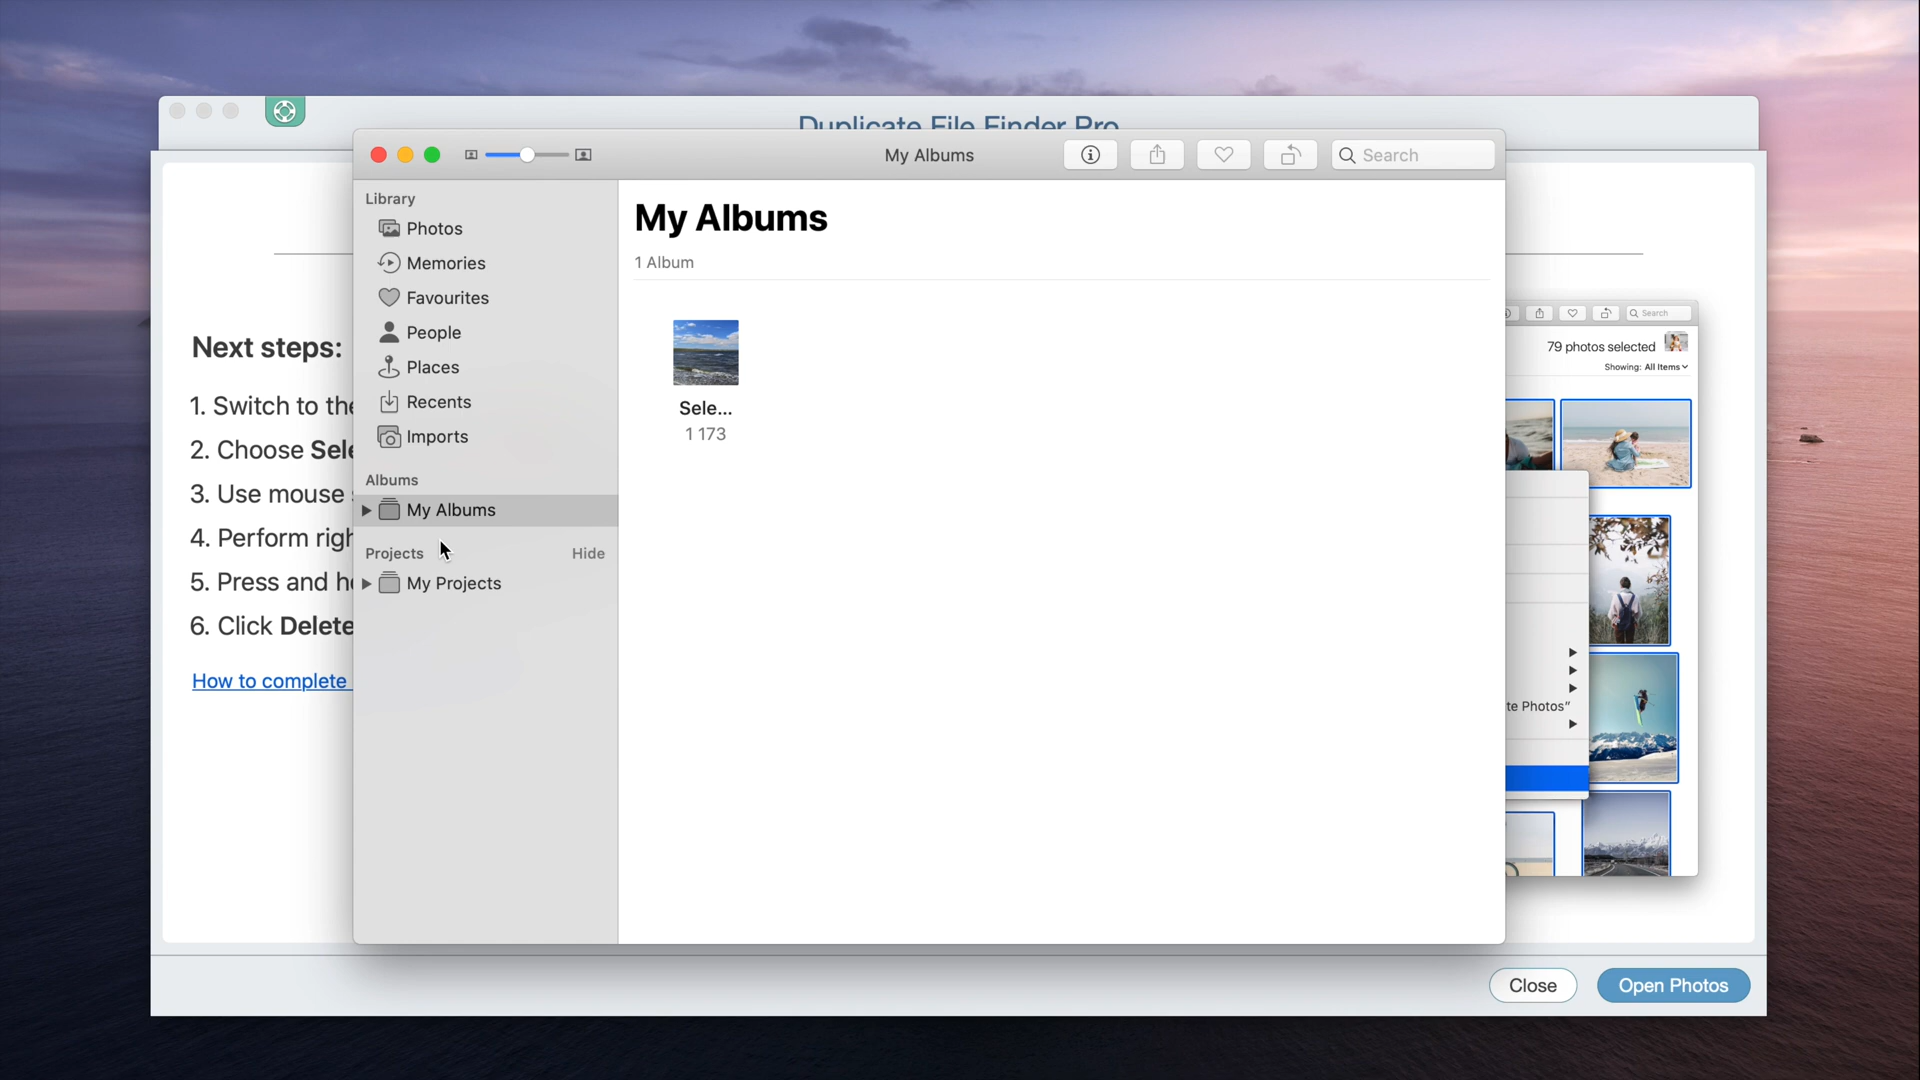 Duplicate File Finder Pro
My Albums
Search
Library
Photos
Memories
Favourites
People
Places
Recents
Imports
Albums
My Albums
Projects
Hide
My Projects
My Albums
1 Album
Sele...
1 173
Next steps:
1. Switch to the
2. Choose Sele
3. Use mouse
4. Perform righ
5. Press and ho
6. Click Delete
How to complete
Search
79 photos selected
Showing: All Items
te Photos"
Close
Open Photos